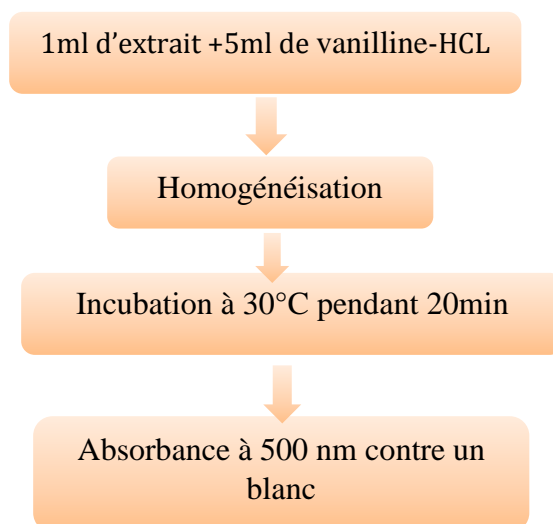 1ml d’extrait +5ml de vanilline-HCL
Homogénéisation
Incubation à 30°C pendant 20min
Absorbance à 500 nm contre un
blanc